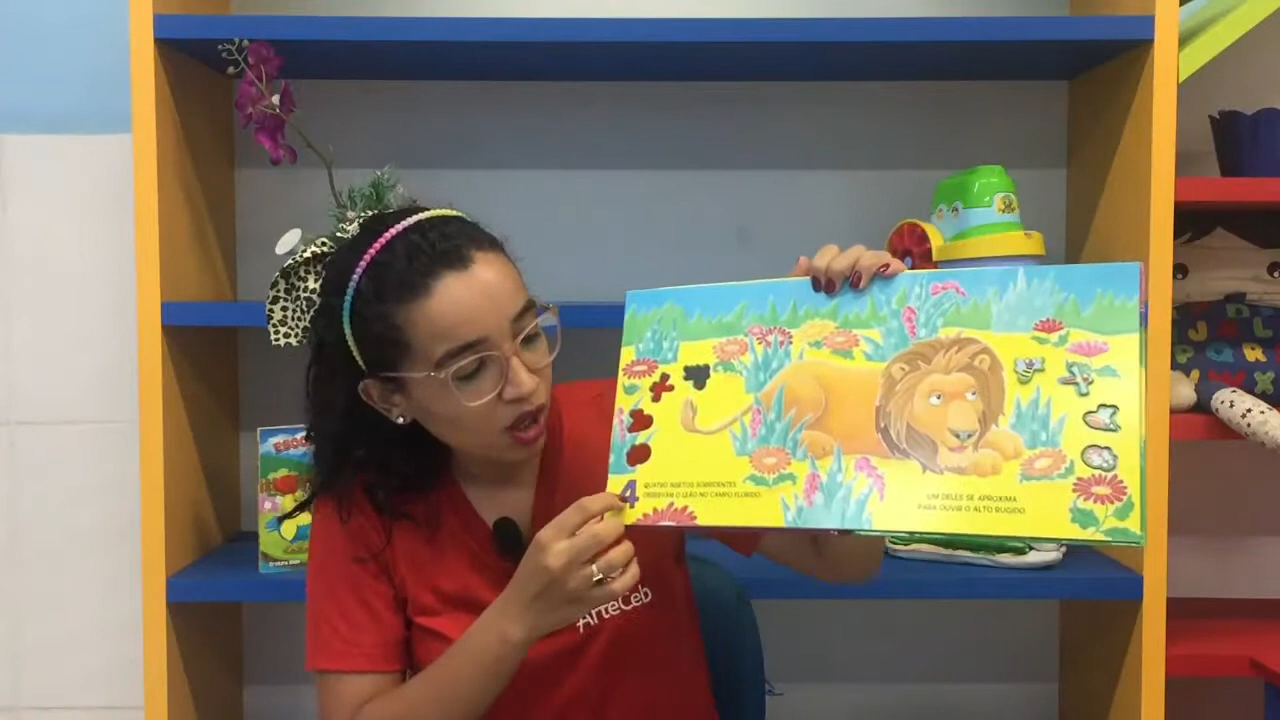 4
QUATRO INSETOS SORRIDENTES
OBSERVAM O LEÃO NO CAMPO FLORIDO.
UM DELES SE APROXIMA
PARA OUVIR O ALTO RUGIDO.
ArteCeb